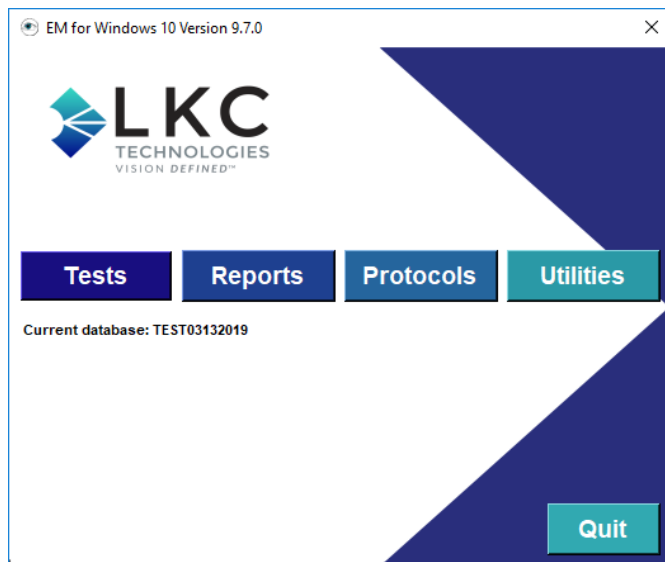 EM for Windows 10 Version 9.7.0
LKC
TECHNOLOGIES
VISION DEFINED™
Tests Reports Protocols Utilities
Current database: TEST03132019
Quit